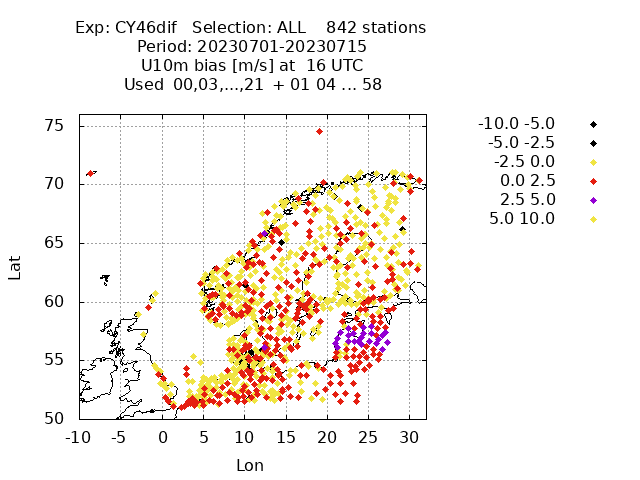 Exp: CY46dif   Selection: ALL    842 stations
Period: 20230701-20230715
U10m bias [m/s] at  16 UTC
Used  00,03,...,21  + 01 04 ... 58
-10.0 -5.0
-5.0 -2.5
-2.5 0.0
0.0 2.5
2.5 5.0
5.0 10.0
75
70
65
60
55
50
Lat
-10 -5 0 5 10 15 20 25 30
Lon